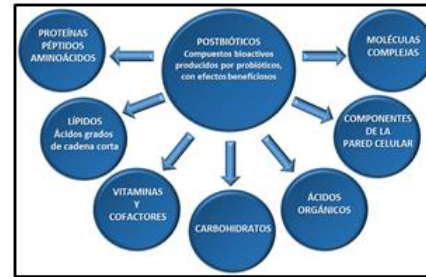 POSTBIÓTICOS
Compuestos bioactivos
producidos por probióticos,
con efectos beneficiosos
PROTEÍNAS
PÉPTIDOS
AMINOÁCIDOS
MOLÉCULAS
COMPLEJAS
LÍPIDOS
Ácidos grados
de cadena corta
COMPONENTES
DE LA
PARED CELULAR
VITAMINAS
Y
COFACTORES
CARBOHIDRATOS
ÁCIDOS
ORGÁNICOS